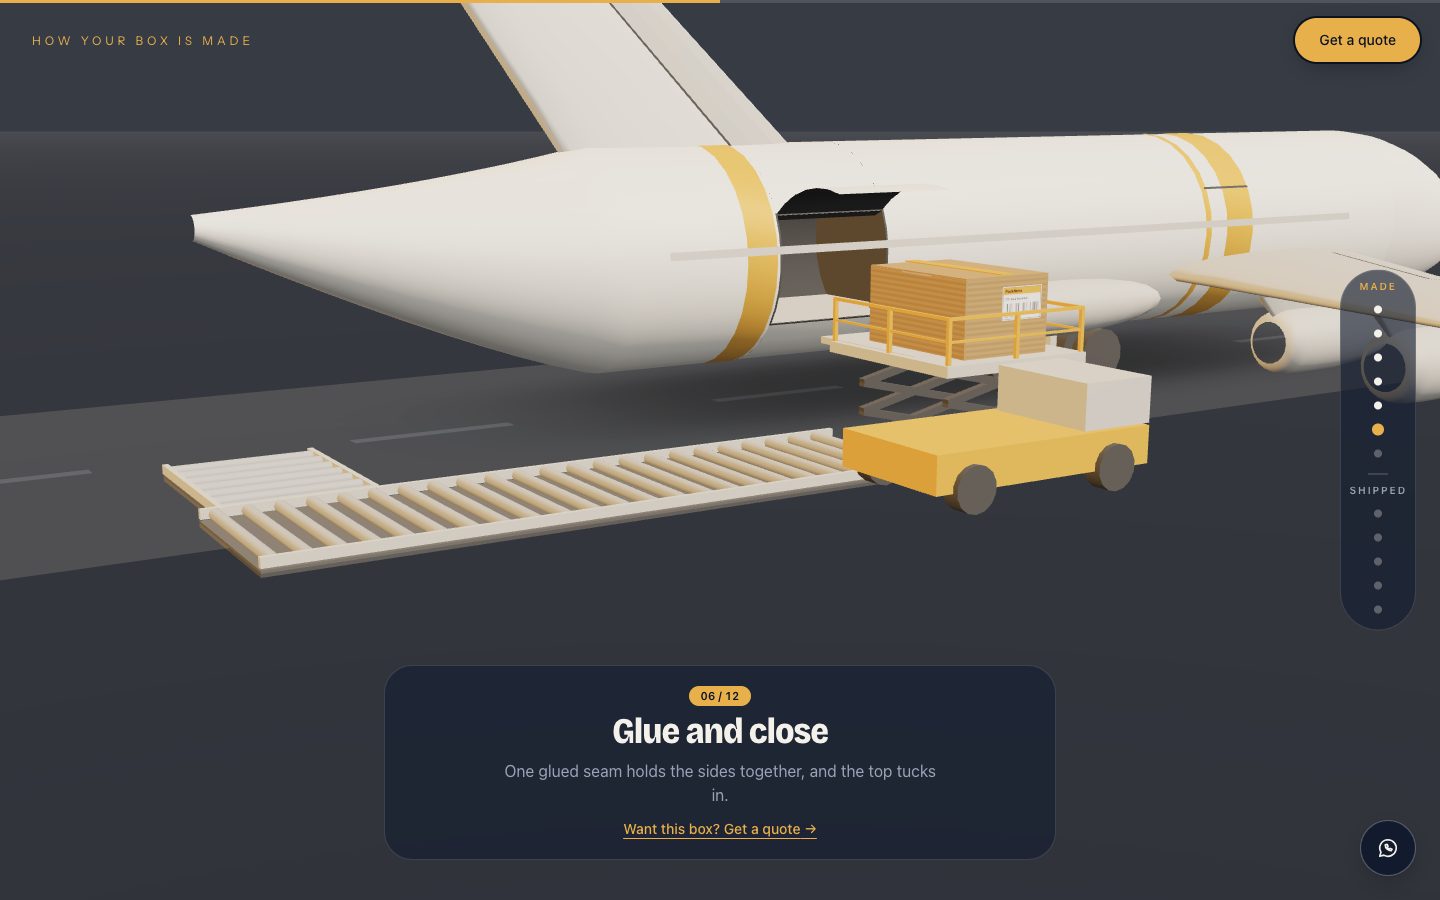 HOW YOUR BOX IS MADE
Get a quote
MADE
SHIPPED
06 / 12
Glue and close
One glued seam holds the sides together, and the top tucks
in.
Want this box? Get a quote →